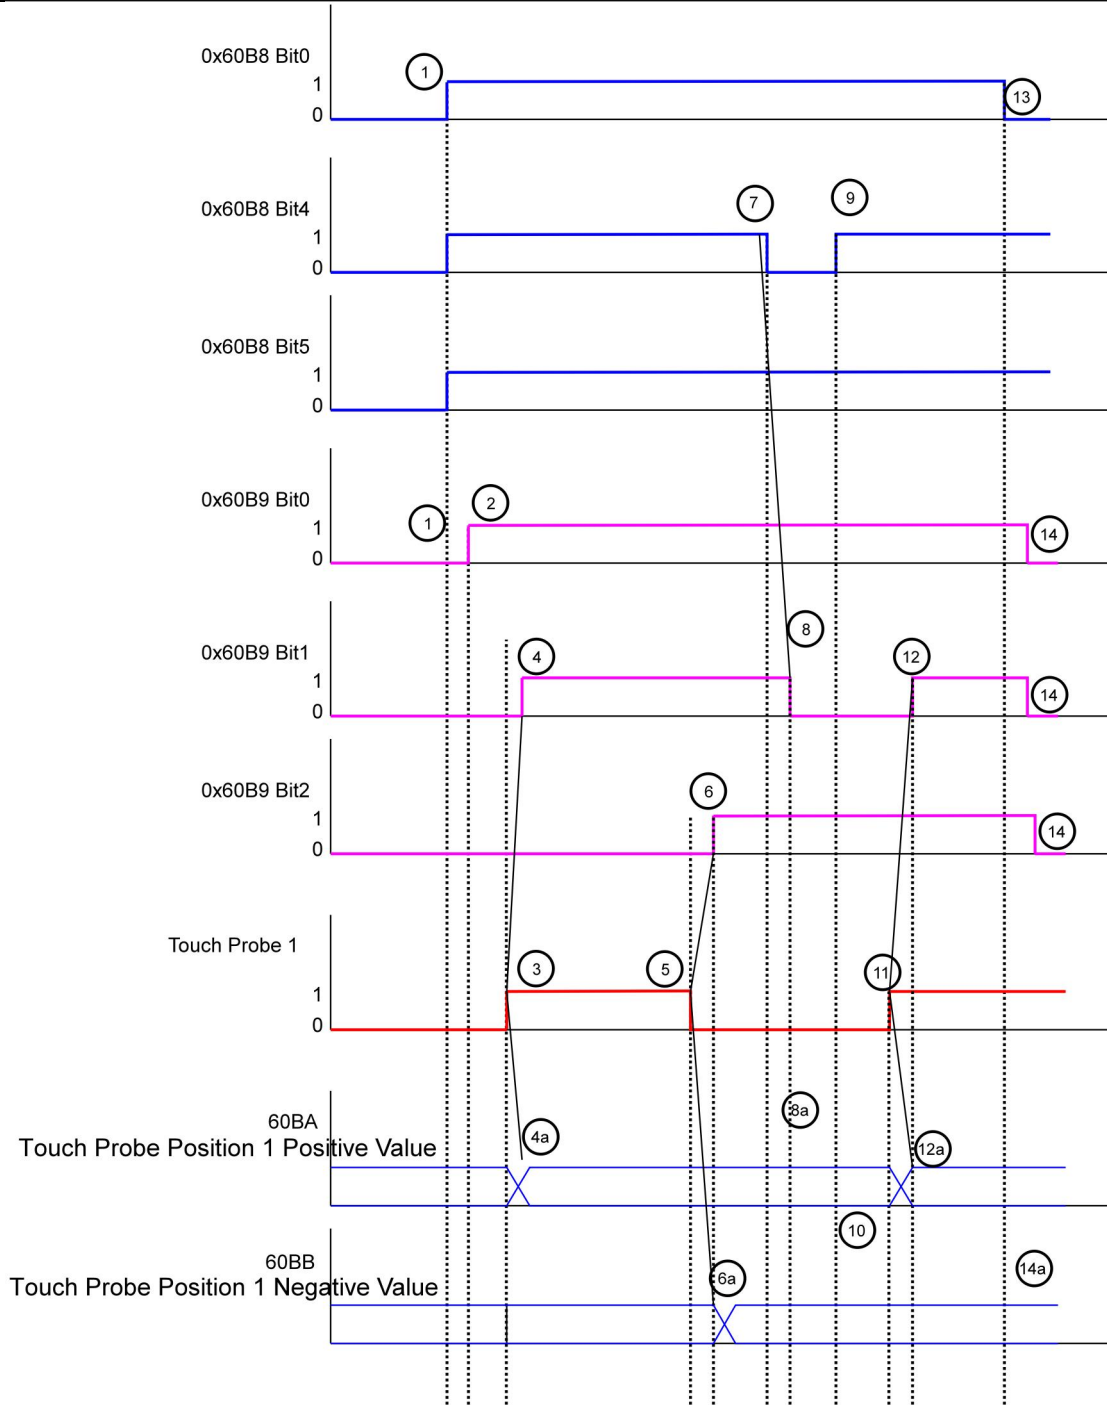 0x60B8 Bit0
1
1
0
13
0x60B8 Bit4
7
9
1
0
0x60B8 Bit5
1
0
0x60B9 Bit0
1
2
1
0
14
0x60B9 Bit1
4
8
12
1
0
14
0x60B9 Bit2
6
1
0
14
Touch Probe 1
3
5
11
1
0
60BA
8a
Touch Probe Position 1 Positive Value
4a
12a
10
60BB
6a
14a
Touch Probe Position 1 Negative Value